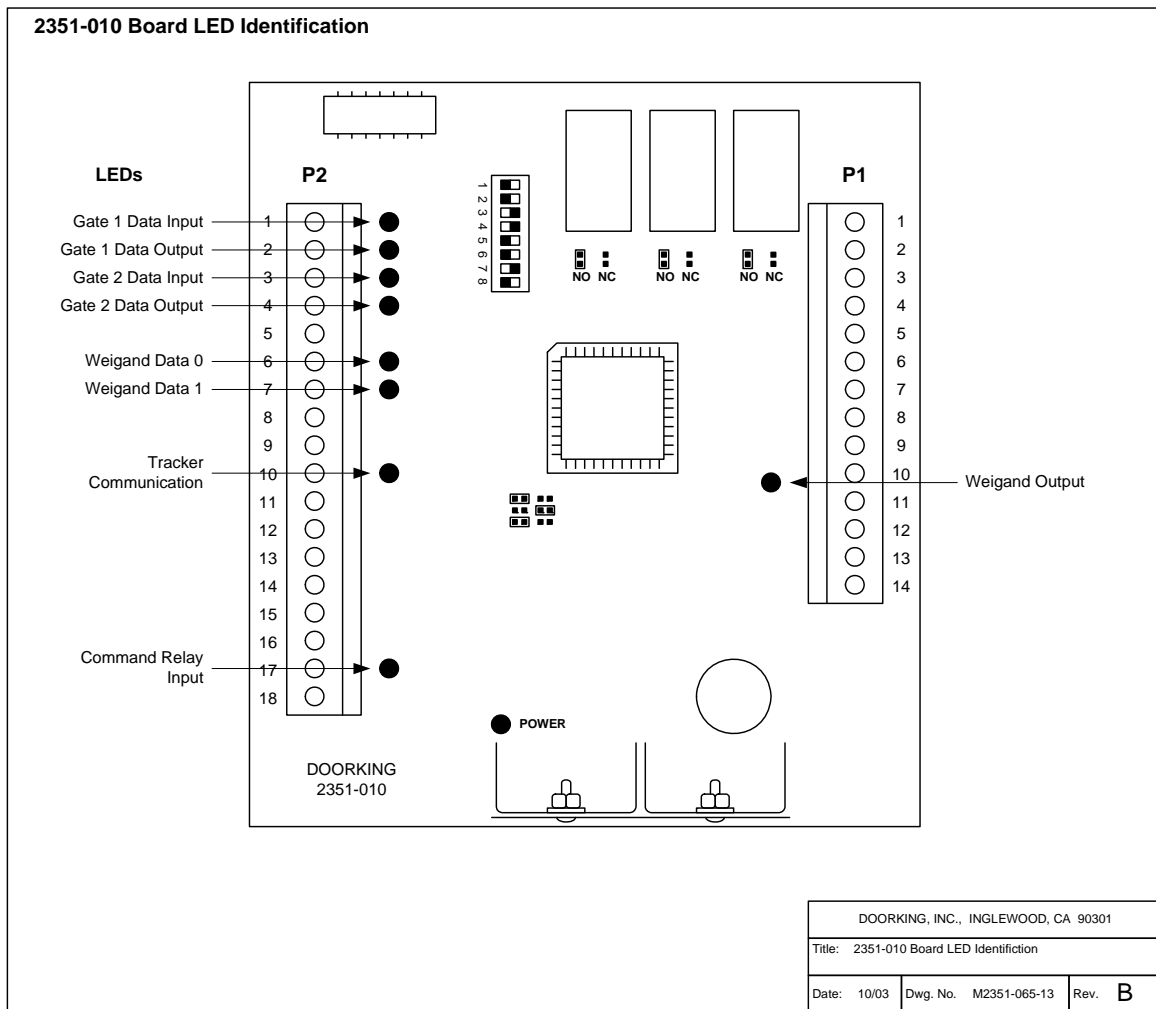 2351-010 Board LED Identification
LEDs
P2
P1
Gate 1 Data Input
Gate 1 Data Output
Gate 2 Data Input
Gate 2 Data Output
Weigand Data 0
Weigand Data 1
Tracker
Communication
Command Relay
Input
1
2
3
4
5
6
7
8
9
10
11
12
13
14
15
16
17
18
1
2
3
4
5
6
7
8
NO NC
NO NC
NO NC
1
2
3
4
5
6
7
8
9
10
11
12
13
14
Weigand Output
POWER
DOORKING
2351-010
DOORKING, INC., INGLEWOOD, CA 90301
Title: 2351-010 Board LED Identifiction
Date: 10/03 Dwg. No. M2351-065-13 Rev. B